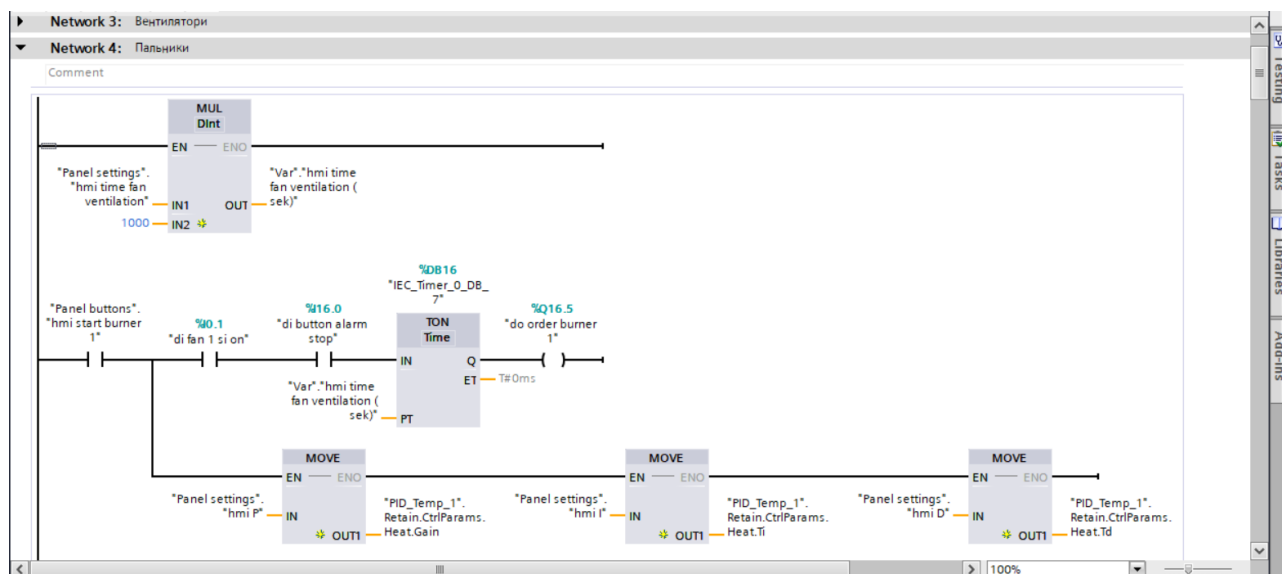 Network 3: Вентилятори
Network 4: Пальники
Comment
MUL
DInt
EN
ENO
"Panel settings".
"hmi time fan
ventilation"
IN1
1000
IN2
OUT
"Var"."hmi time
fan ventilation (
sek)"
"Panel buttons".
"hmi start burner
1"
%I0.1
"di fan 1 si on"
%I16.0
"di button alarm
stop"
%DB16
"IEC_Timer_0_DB_
7"
TON
Time
IN
Q
ET
T#0ms
"Var"."hmi time
fan ventilation (
sek)"
PT
%Q16.5
"do order burner
1"
MOVE
EN
ENO
"Panel settings".
"hmi P"
IN
OUT1
"PID_Temp_1".
Retain.CtrlParams.
Heat.Gain
MOVE
EN
ENO
"Panel settings".
"hmi I"
IN
OUT1
"PID_Temp_1".
Retain.CtrlParams.
Heat.Ti
MOVE
EN
ENO
"Panel settings".
"hmi D"
IN
OUT1
"PID_Temp_1".
Retain.CtrlParams.
Heat.Td
100%
Testing
Tasks
Libraries
Add-ins